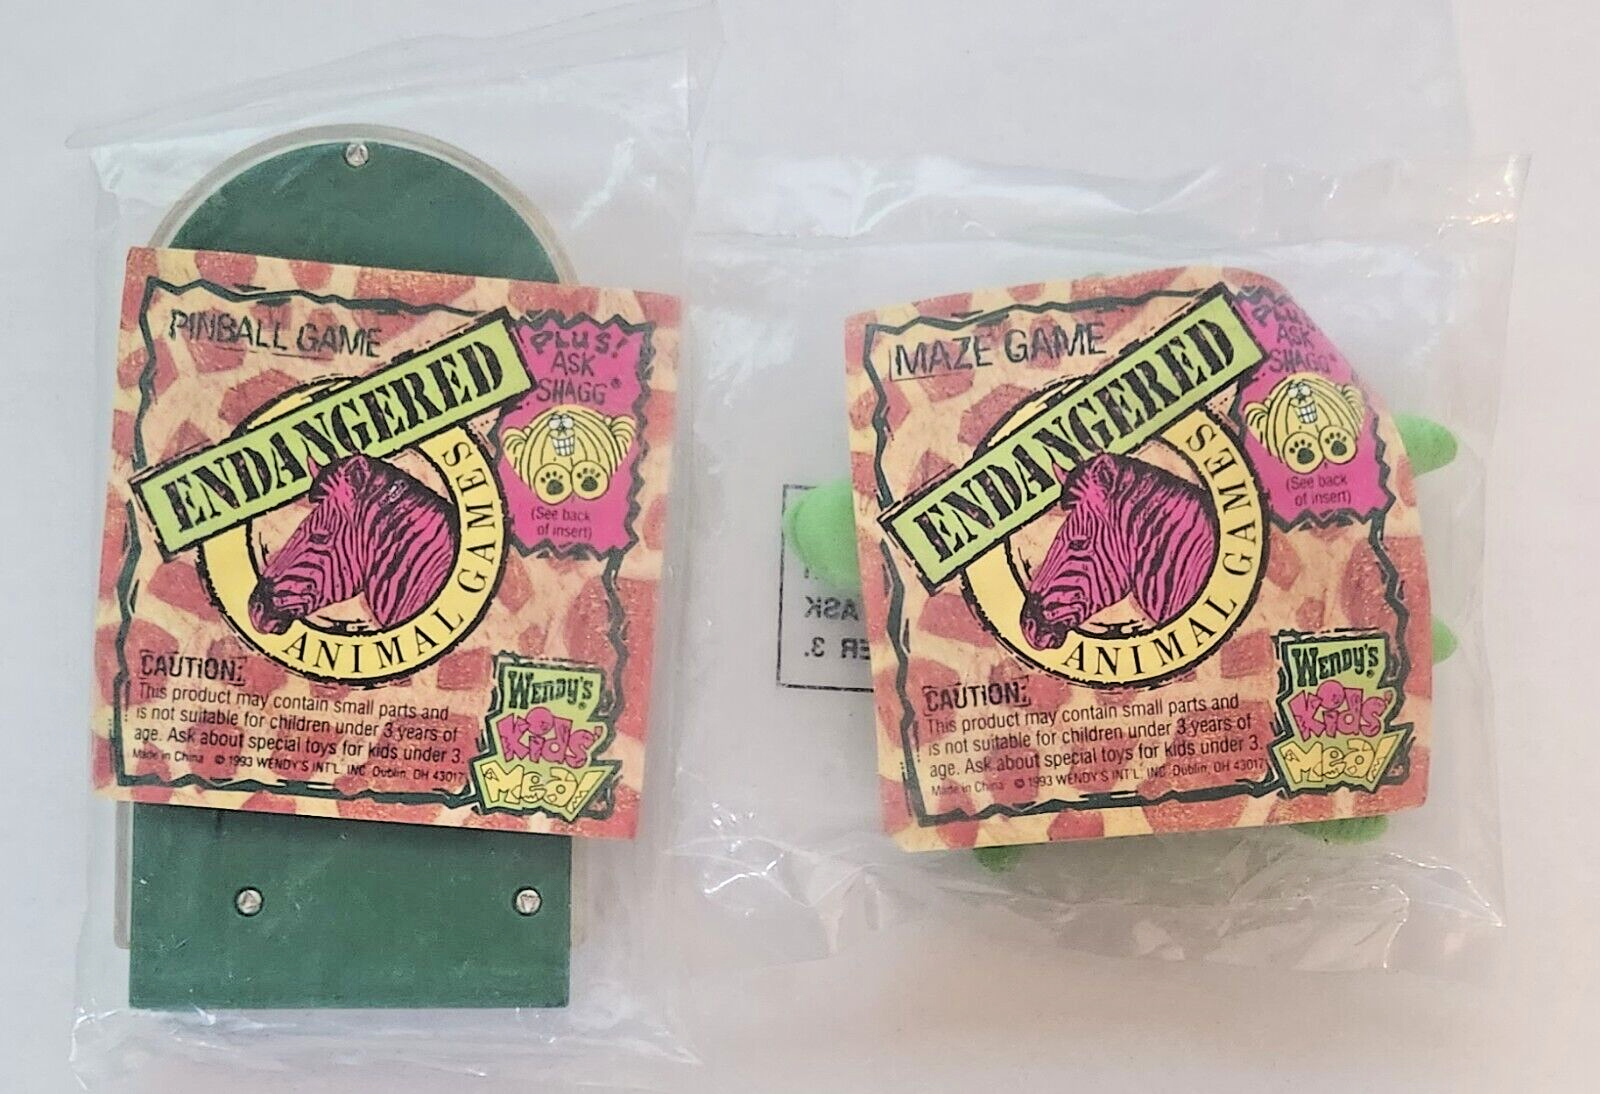 PINBALL GAME
PLUS!
ASK
SHAGG®
(See back
of insert)
ENDANGERED
ANIMAL GAMES
CAUTION:
This product may contain small parts and
is not suitable for children under 3 years of
age. Ask about special toys for kids under 3.
Made in China © 1993 WENDY'S INT'L. INC. Dublin, OH 43017
WENDY'S®
Kids'
MEAL
MAZE GAME
PLUS!
ASK
SHAGG®
(See back
of insert)
ENDANGERED
ANIMAL GAMES
CAUTION:
This product may contain small parts and
is not suitable for children under 3 years of
age. Ask about special toys for kids under 3.
Made in China © 1993 WENDY'S INT'L. INC. Dublin, OH 43017
WENDY'S®
Kids'
MEAL
ASK
ER 3.